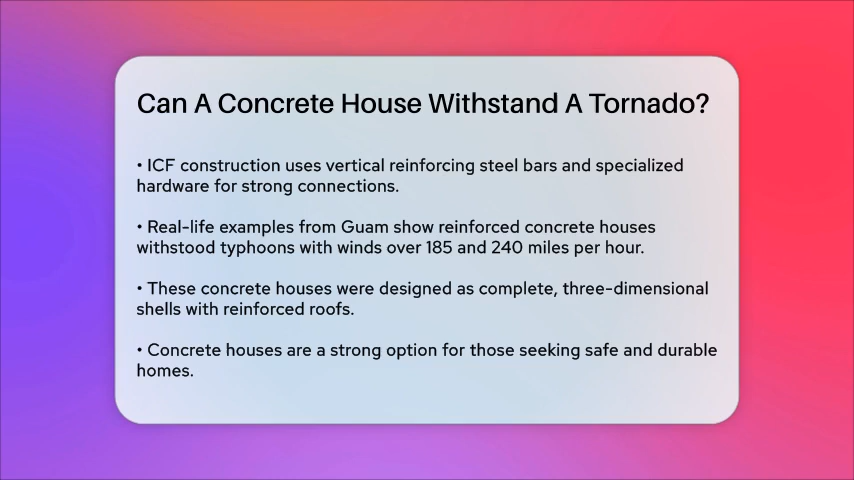 Can A Concrete House Withstand A Tornado?
• ICF construction uses vertical reinforcing steel bars and specialized
hardware for strong connections.
• Real-life examples from Guam show reinforced concrete houses
withstood typhoons with winds over 185 and 240 miles per hour.
• These concrete houses were designed as complete, three-dimensional
shells with reinforced roofs.
• Concrete houses are a strong option for those seeking safe and durable
homes.